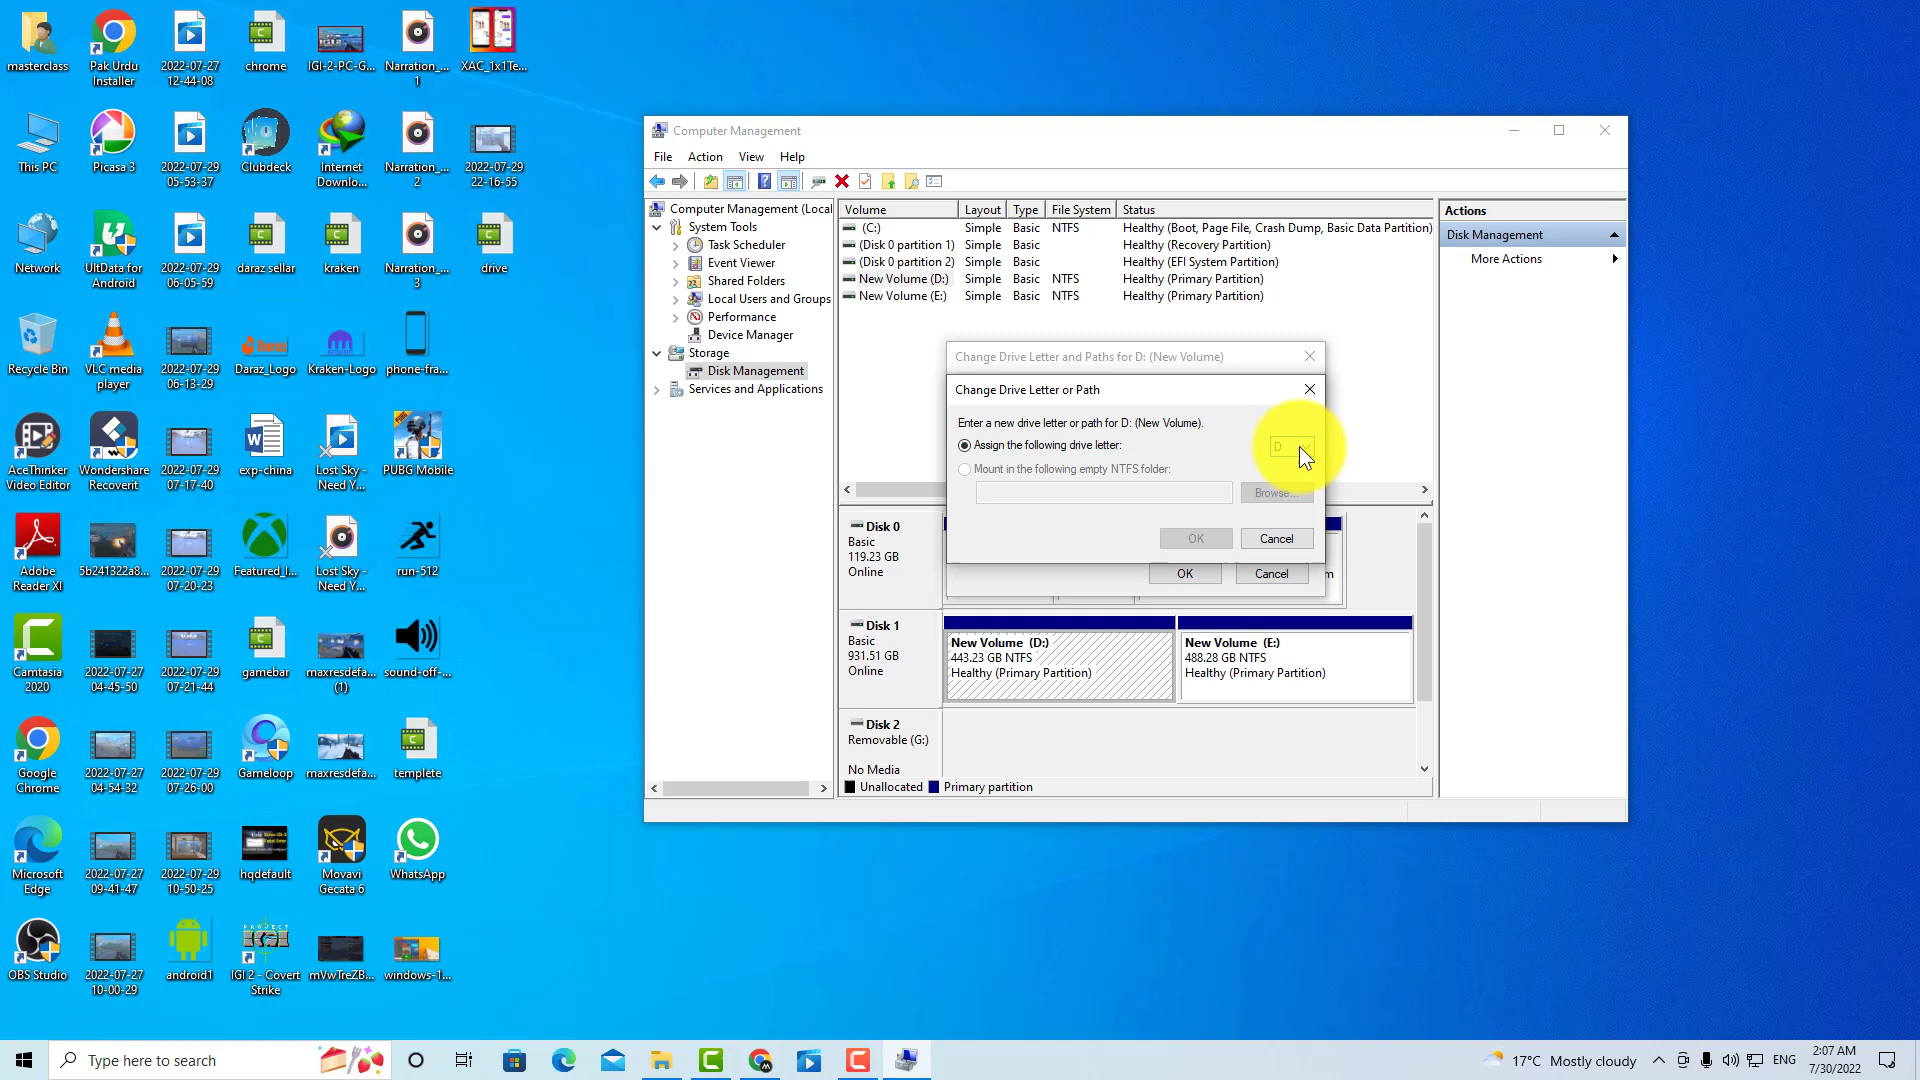 masterclass
Pak Urdu
Installer
2022-07-27
12-44-08
chrome
IGI-2-PC-G...
Narration_...
1
XAC_1x1Te...
This PC
Picasa 3
2022-07-29
05-53-37
Clubdeck
Internet
Downlo...
Narration_...
2
2022-07-29
22-16-55
Network
UltData for
Android
2022-07-29
06-05-59
daraz sellar
kraken
Narration_...
3
drive
Recycle Bin
VLC media
player
2022-07-29
06-13-29
Daraz_Logo
Kraken-Logo
phone-fra...
AceThinker
Video Editor
Wondershare
Recoverit
2022-07-29
07-17-40
exp-china
Lost Sky -
Need Y...
PUBG Mobile
Adobe
Reader XI
5b241322a8...
2022-07-29
07-20-23
Featured_I...
Lost Sky -
Need Y...
run-512
Camtasia
2020
2022-07-27
04-45-50
2022-07-29
07-21-44
gamebar
maxresdefa...
(1)
sound-off-...
Google
Chrome
2022-07-27
04-54-32
2022-07-29
07-26-00
Gameloop
maxresdefa...
templete
Microsoft
Edge
2022-07-27
09-41-47
2022-07-29
10-50-25
hqdefault
Movavi
Gecata 6
WhatsApp
OBS Studio
2022-07-27
10-00-29
android1
IGI 2 - Covert
Strike
mVwTreZB...
windows-1...
Computer Management
File Action View Help
Computer Management (Local
System Tools
Task Scheduler
Event Viewer
Shared Folders
Local Users and Groups
Performance
Device Manager
Storage
Disk Management
Services and Applications
Volume Layout Type File System Status
(C:) Simple Basic NTFS Healthy (Boot, Page File, Crash Dump, Basic Data Partition)
(Disk 0 partition 1) Simple Basic Healthy (Recovery Partition)
(Disk 0 partition 2) Simple Basic Healthy (EFI System Partition)
New Volume (D:) Simple Basic NTFS Healthy (Primary Partition)
New Volume (E:) Simple Basic NTFS Healthy (Primary Partition)
Actions
Disk Management
More Actions
Change Drive Letter and Paths for D: (New Volume)
Change Drive Letter or Path
Enter a new drive letter or path for D: (New Volume).
Assign the following drive letter: D
Mount in the following empty NTFS folder:
Browse...
OK Cancel
OK Cancel
Disk 0
Basic
119.23 GB
Online
Disk 1
Basic
931.51 GB
Online
New Volume (D:)
443.23 GB NTFS
Healthy (Primary Partition)
New Volume (E:)
488.28 GB NTFS
Healthy (Primary Partition)
Disk 2
Removable (G:)
No Media
Unallocated Primary partition
Type here to search
17°C Mostly cloudy
ENG
2:07 AM
7/30/2022